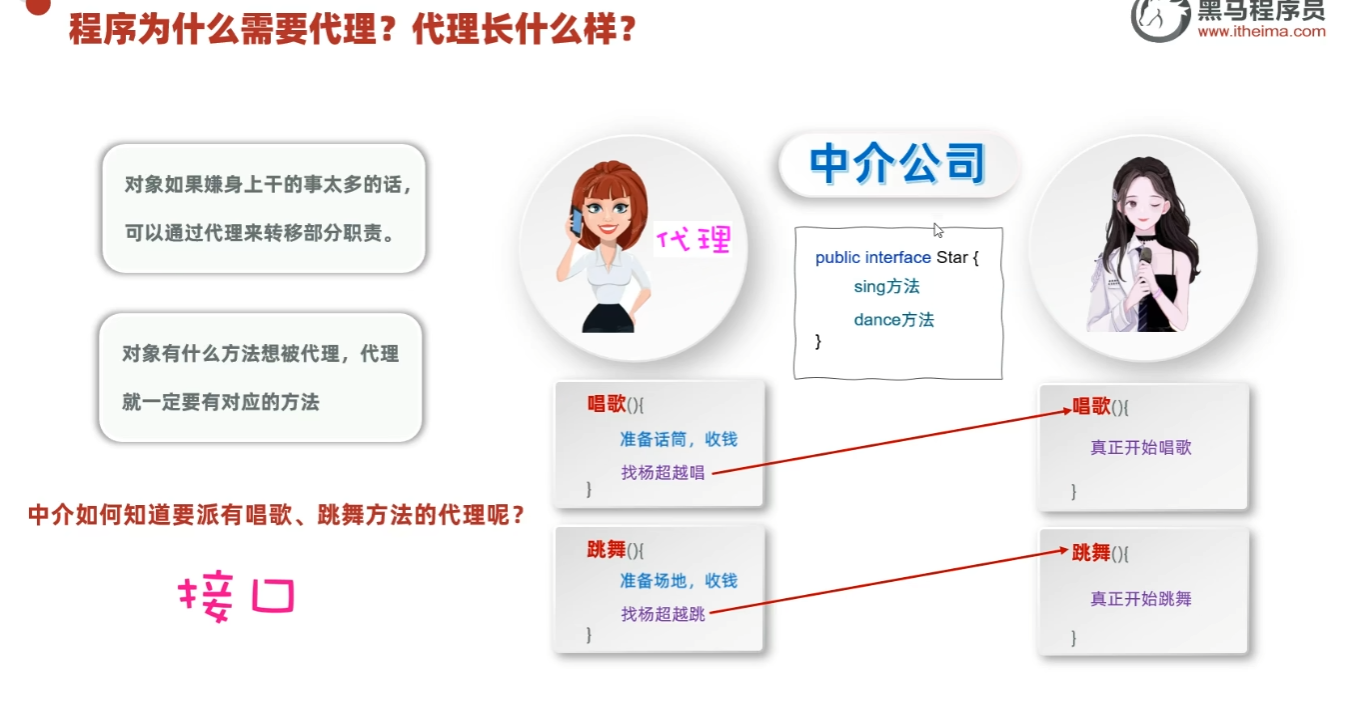 程序为什么需要代理？代理长什么样？
黑马程序员
www.itheima.com
对象如果嫌身上干的事太多的话，
可以通过代理来转移部分职责。
对象有什么方法想被代理，代理
就一定要有对应的方法
中介如何知道要派有唱歌、跳舞方法的代理呢？
接口
代理
中介公司
public interface Star {
sing方法
dance方法
}
唱歌(){
准备话筒，收钱
找杨超越唱
}
唱歌(){
真正开始唱歌
}
跳舞(){
准备场地，收钱
找杨超越跳
}
跳舞(){
真正开始跳舞
}